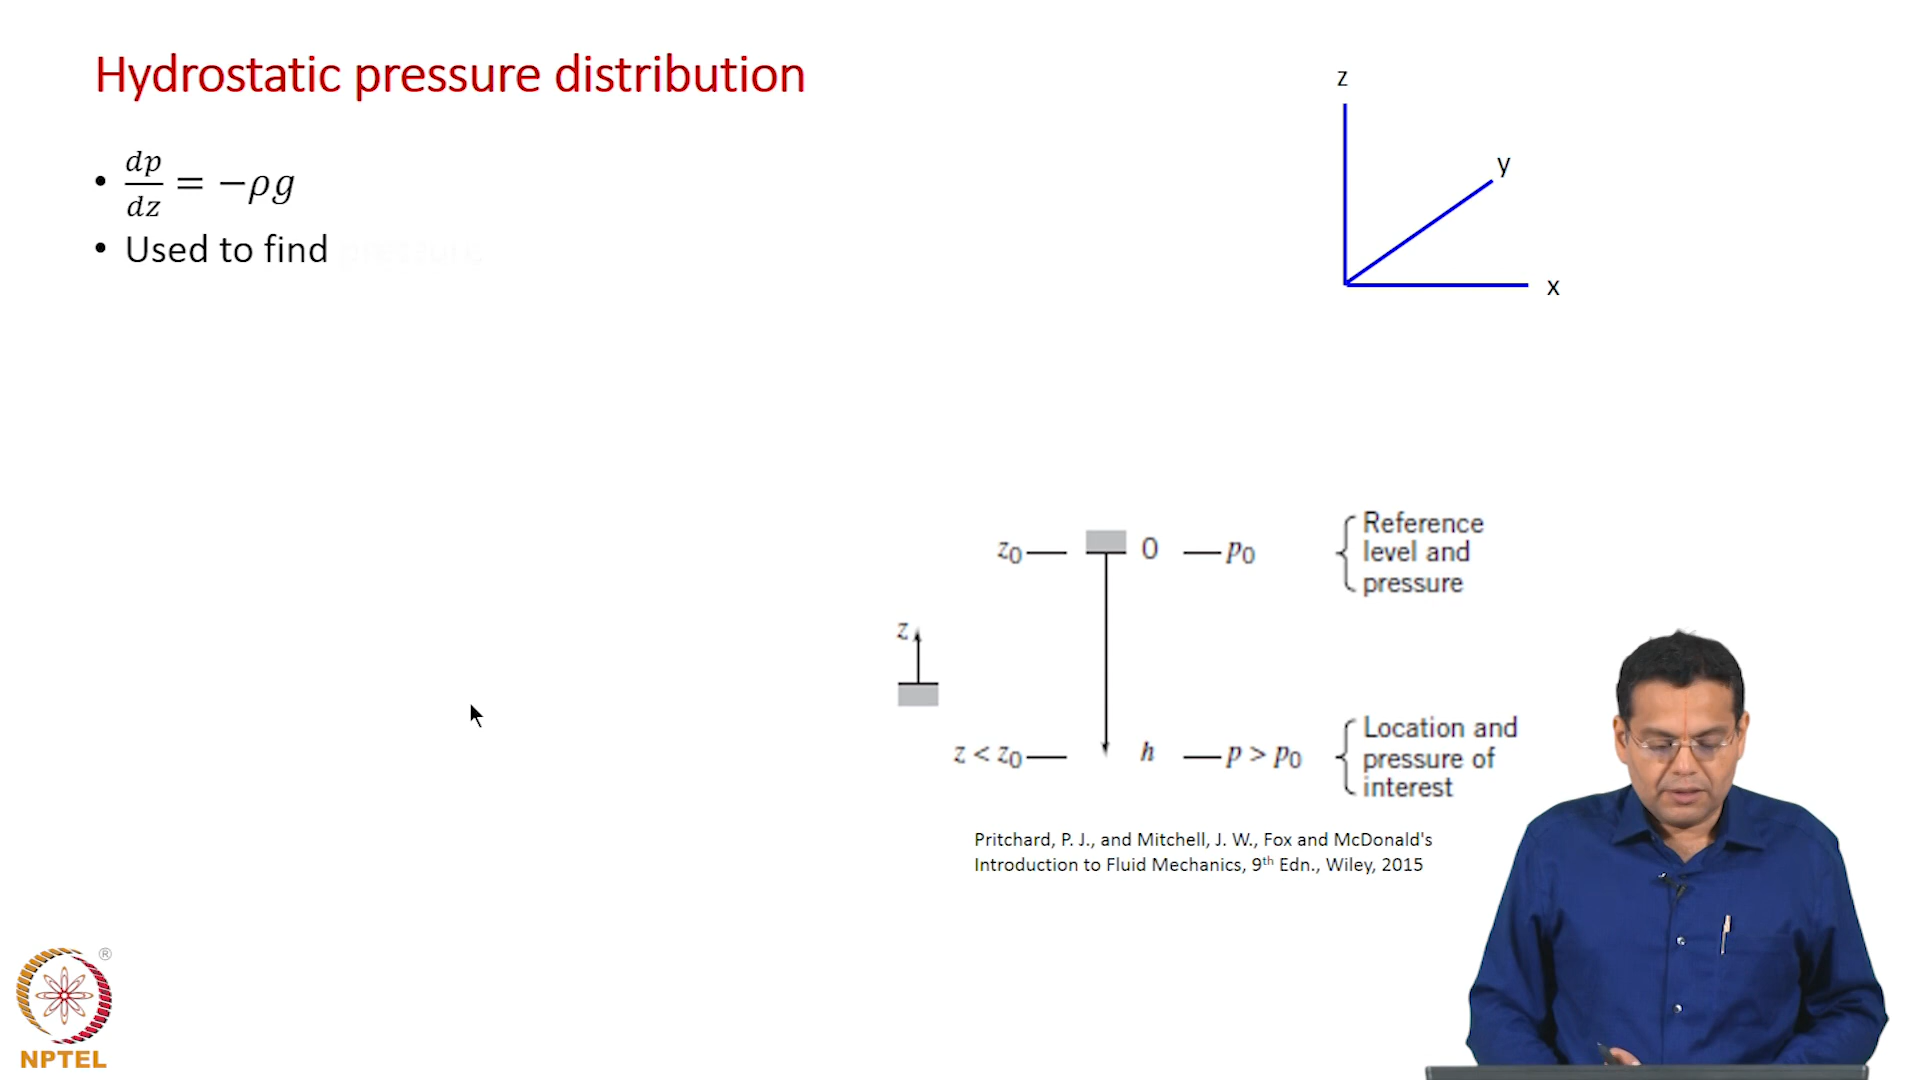 Hydrostatic pressure distribution
• dp/dz = −ρg
• Used to find pressure
z
y
x
z₀ 0 p₀
Reference
level and
pressure
z
z < z₀ h p > p₀
Location and
pressure of
interest
Pritchard, P. J., and Mitchell, J. W., Fox and McDonald's
Introduction to Fluid Mechanics, 9th Edn., Wiley, 2015
®
NPTEL